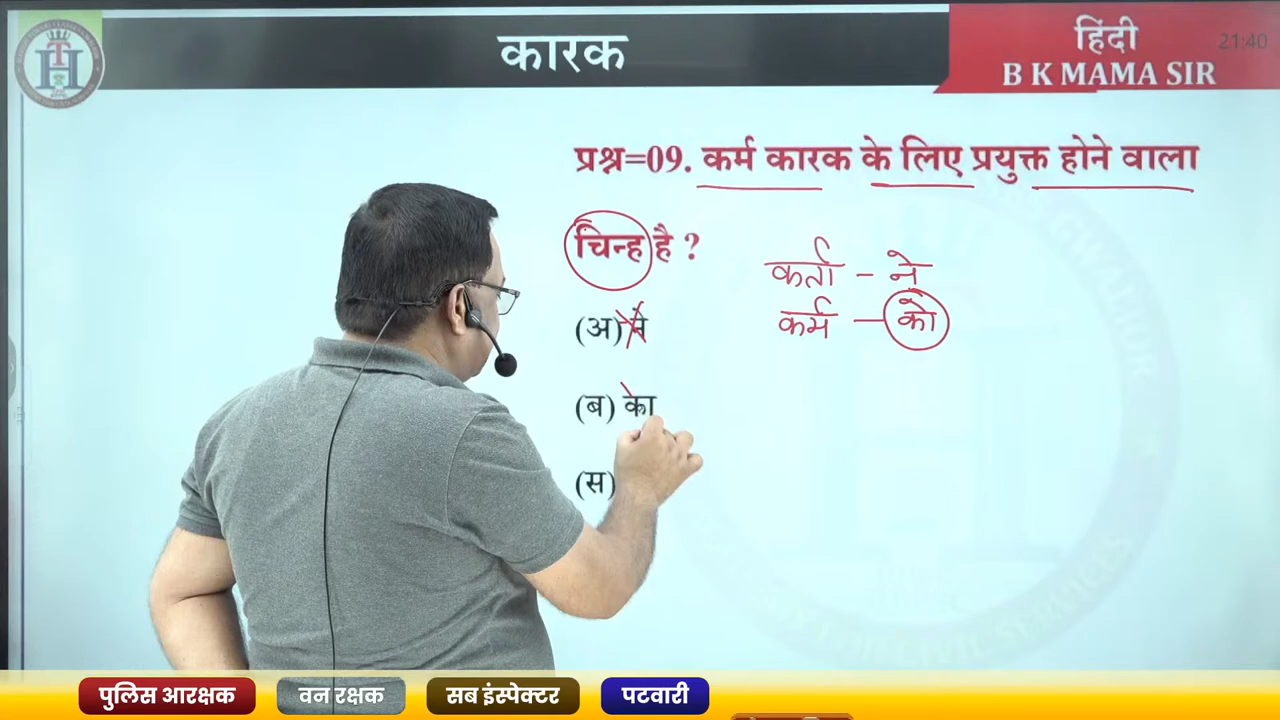 कारक
हिंदी
21:40
B K MAMA SIR
प्रश्न=09. कर्म कारक के लिए प्रयुक्त होने वाला
चिन्ह है ?
कर्ता – ने
कर्म – को
(अ) ने
(ब) का
(स)
पुलिस आरक्षक
वन रक्षक
सब इंस्पेक्टर
पटवारी